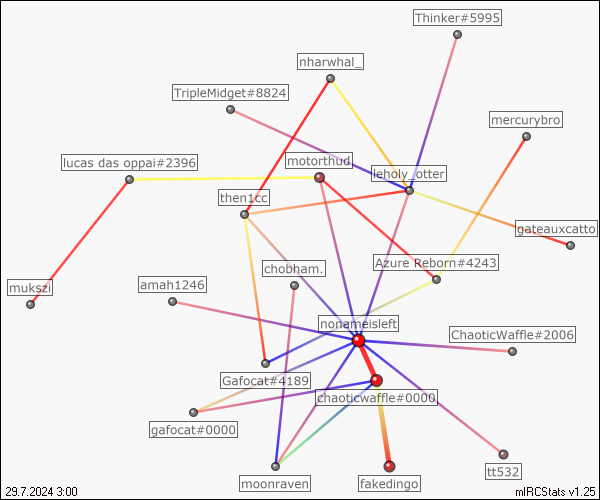 Thinker#5995
nharwhal_
TripleMidget#8824
mercurybro
motorthud.
lucas das oppai#2396
leholy_otter
then1cc
gateauxcatto
chobham.
Azure Reborn#4243
amah1246
mukszi
nonameisleft
ChaoticWaffle#2006
Gafocat#4189
chaoticwaffle#0000
gafocat#0000
tt532
moonraven
fakedingo
29.7.2024 3:00
mIRCStats v1.25